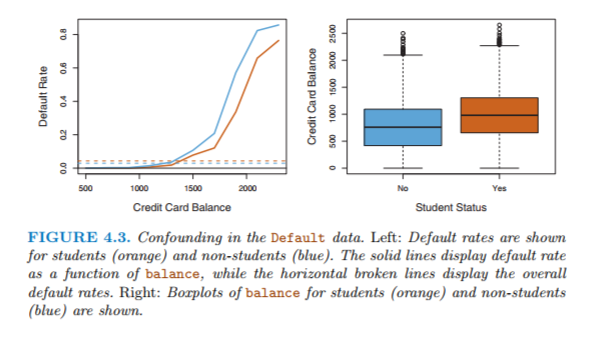 Default Rate
0.0
0.2
0.4
0.6
0.8
500
1000
1500
2000
Credit Card Balance
Credit Card Balance
0
500
1000
1500
2000
2500
No
Yes
Student Status
FIGURE 4.3. Confounding in the Default data. Left: Default rates are shown
for students (orange) and non-students (blue). The solid lines display default rate
as a function of balance, while the horizontal broken lines display the overall
default rates. Right: Boxplots of balance for students (orange) and non-students
(blue) are shown.